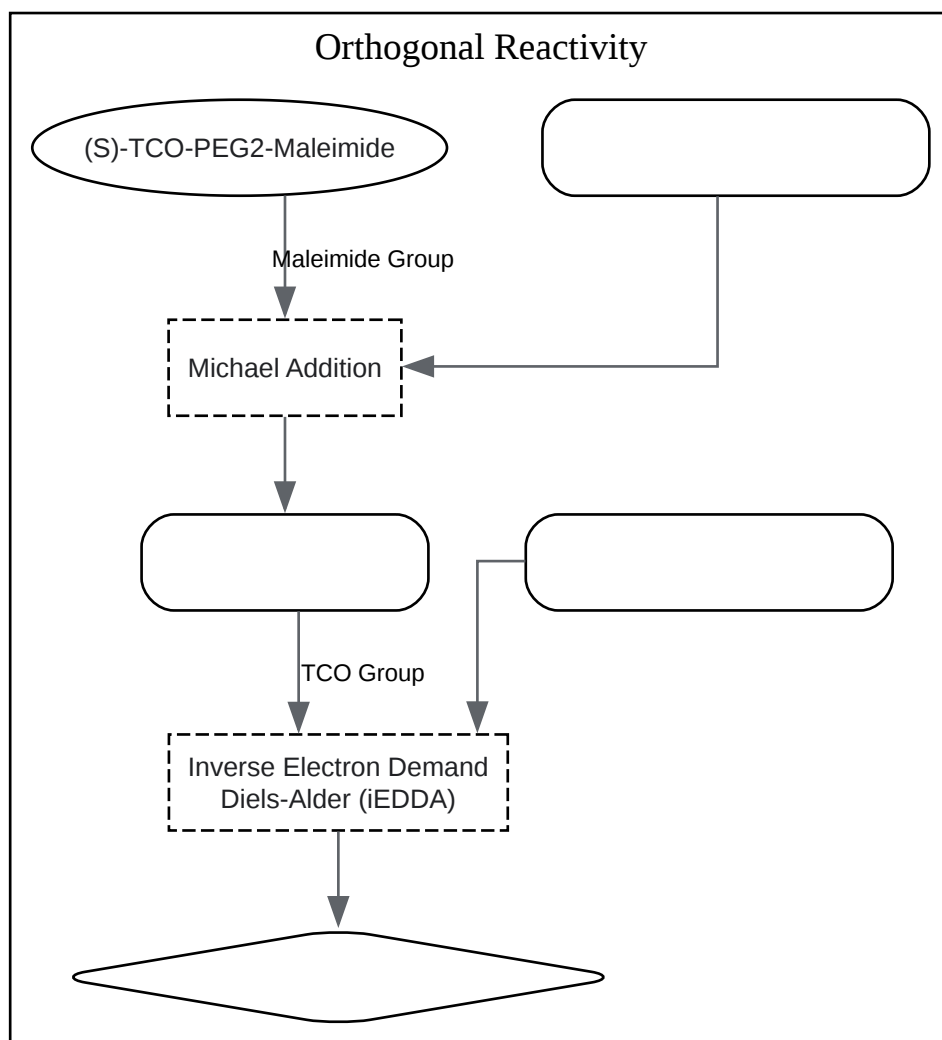 Orthogonal Reactivity
(S)-TCO-PEG2-Maleimide
Maleimide Group
Michael Addition
TCO Group
Inverse Electron Demand
Diels-Alder (iEDDA)